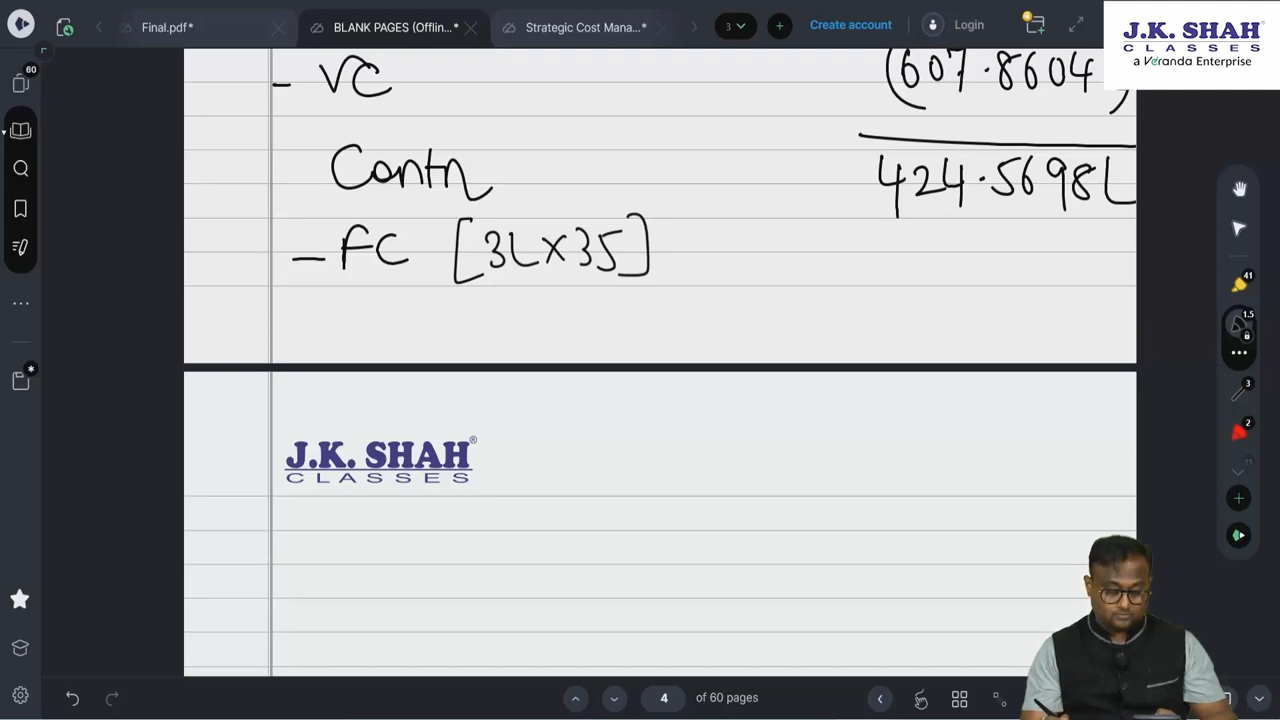 Final.pdf*
BLANK PAGES (Offlin...*
Strategic Cost Mana...*
3
Create account
Login
J.K. SHAH®
CLASSES
a Veranda Enterprise
60
- VC (607.8604)
Contn 424.5698L
- FC [3L×35]
J.K. SHAH®
CLASSES
41
1.5
3
2
4 of 60 pages